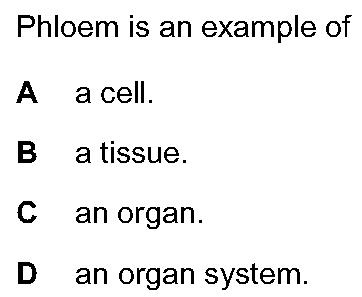 Phloem is an example of
A a cell.
B a tissue.
C an organ.
D an organ system.